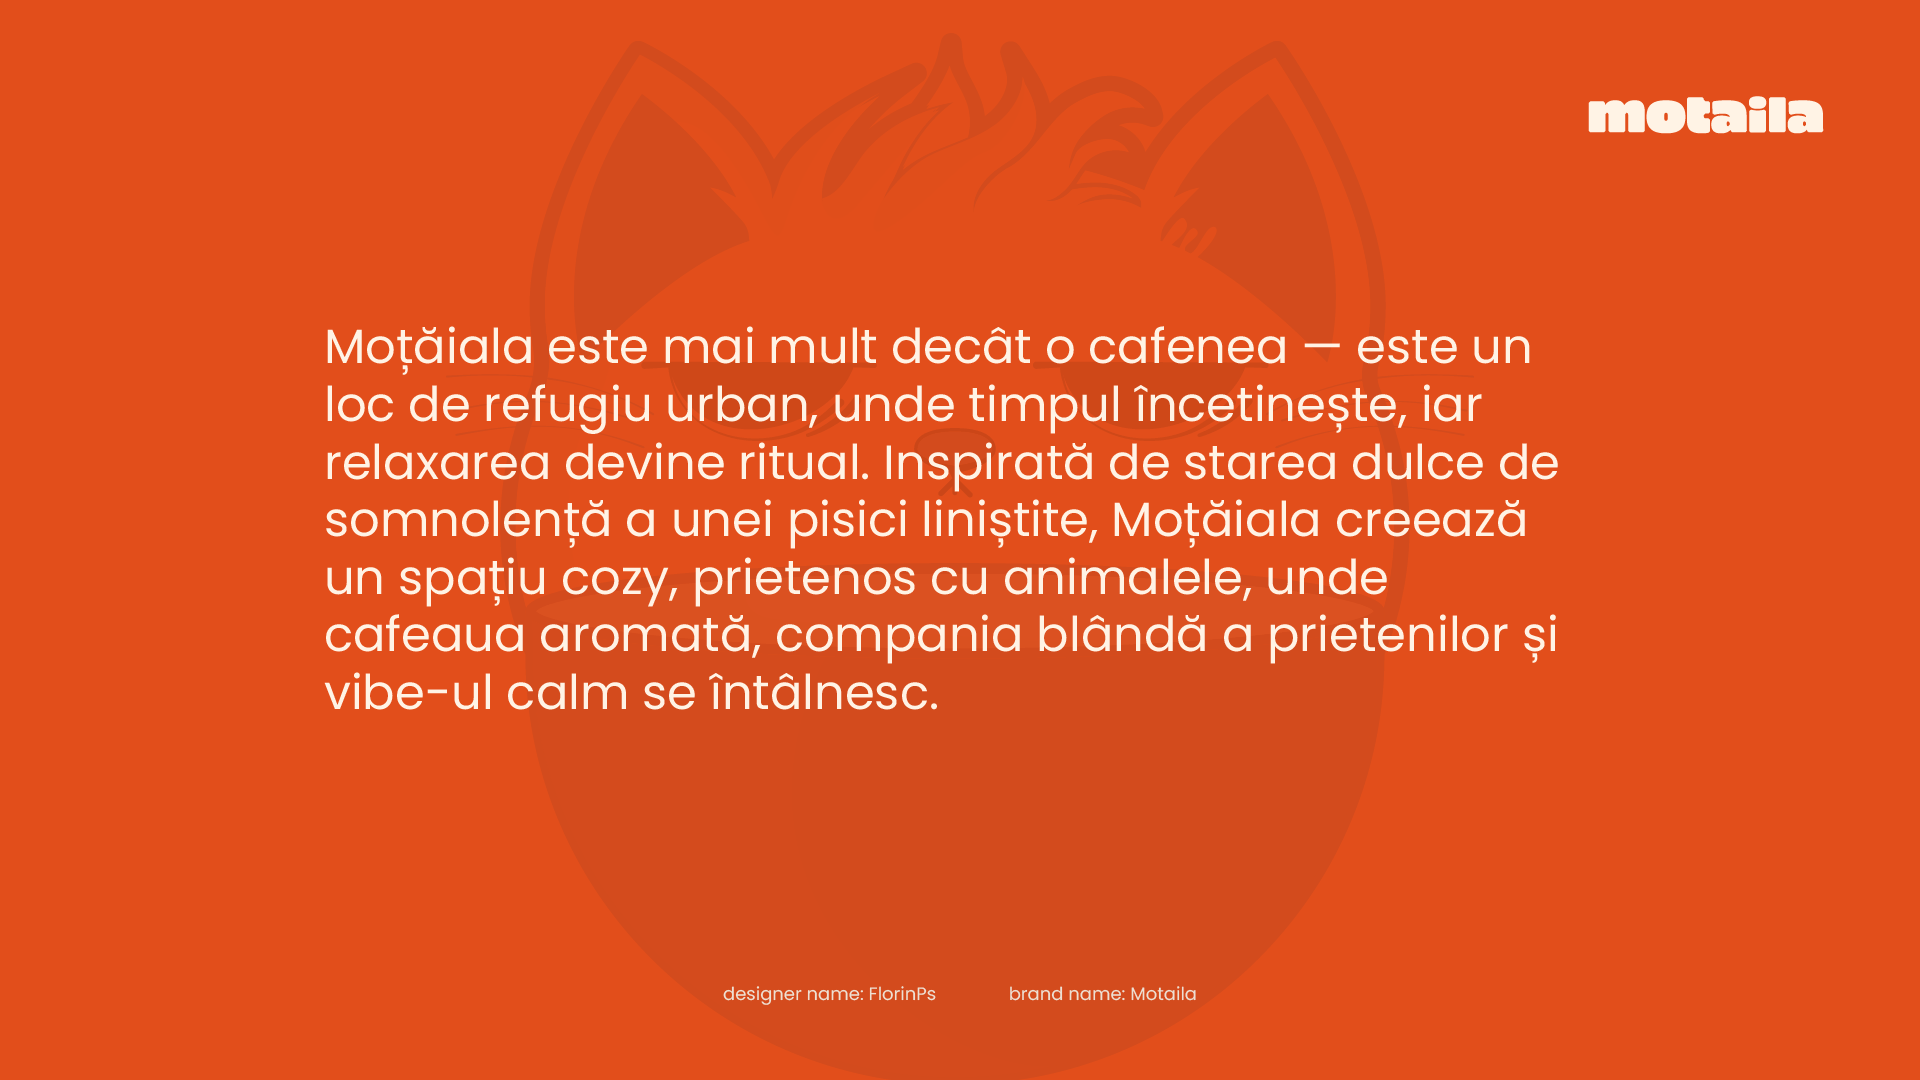 motaila
Moțăiala este mai mult decât o cafenea — este un
loc de refugiu urban, unde timpul încetinește, iar
relaxarea devine ritual. Inspirată de starea dulce de
somnolență a unei pisici liniștite, Moțăiala creează
un spațiu cozy, prietenos cu animalele, unde
cafeaua aromată, compania blândă a prietenilor și
vibe-ul calm se întâlnesc.
designer name: FlorinPs
brand name: Motaila